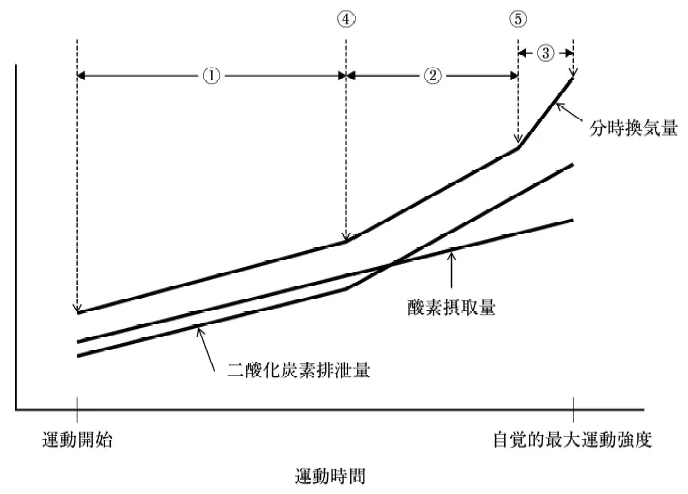 ④
⑤
③
①
②
分時換気量
酸素摂取量
二酸化炭素排泄量
運動開始
自覚的最大運動強度
運動時間